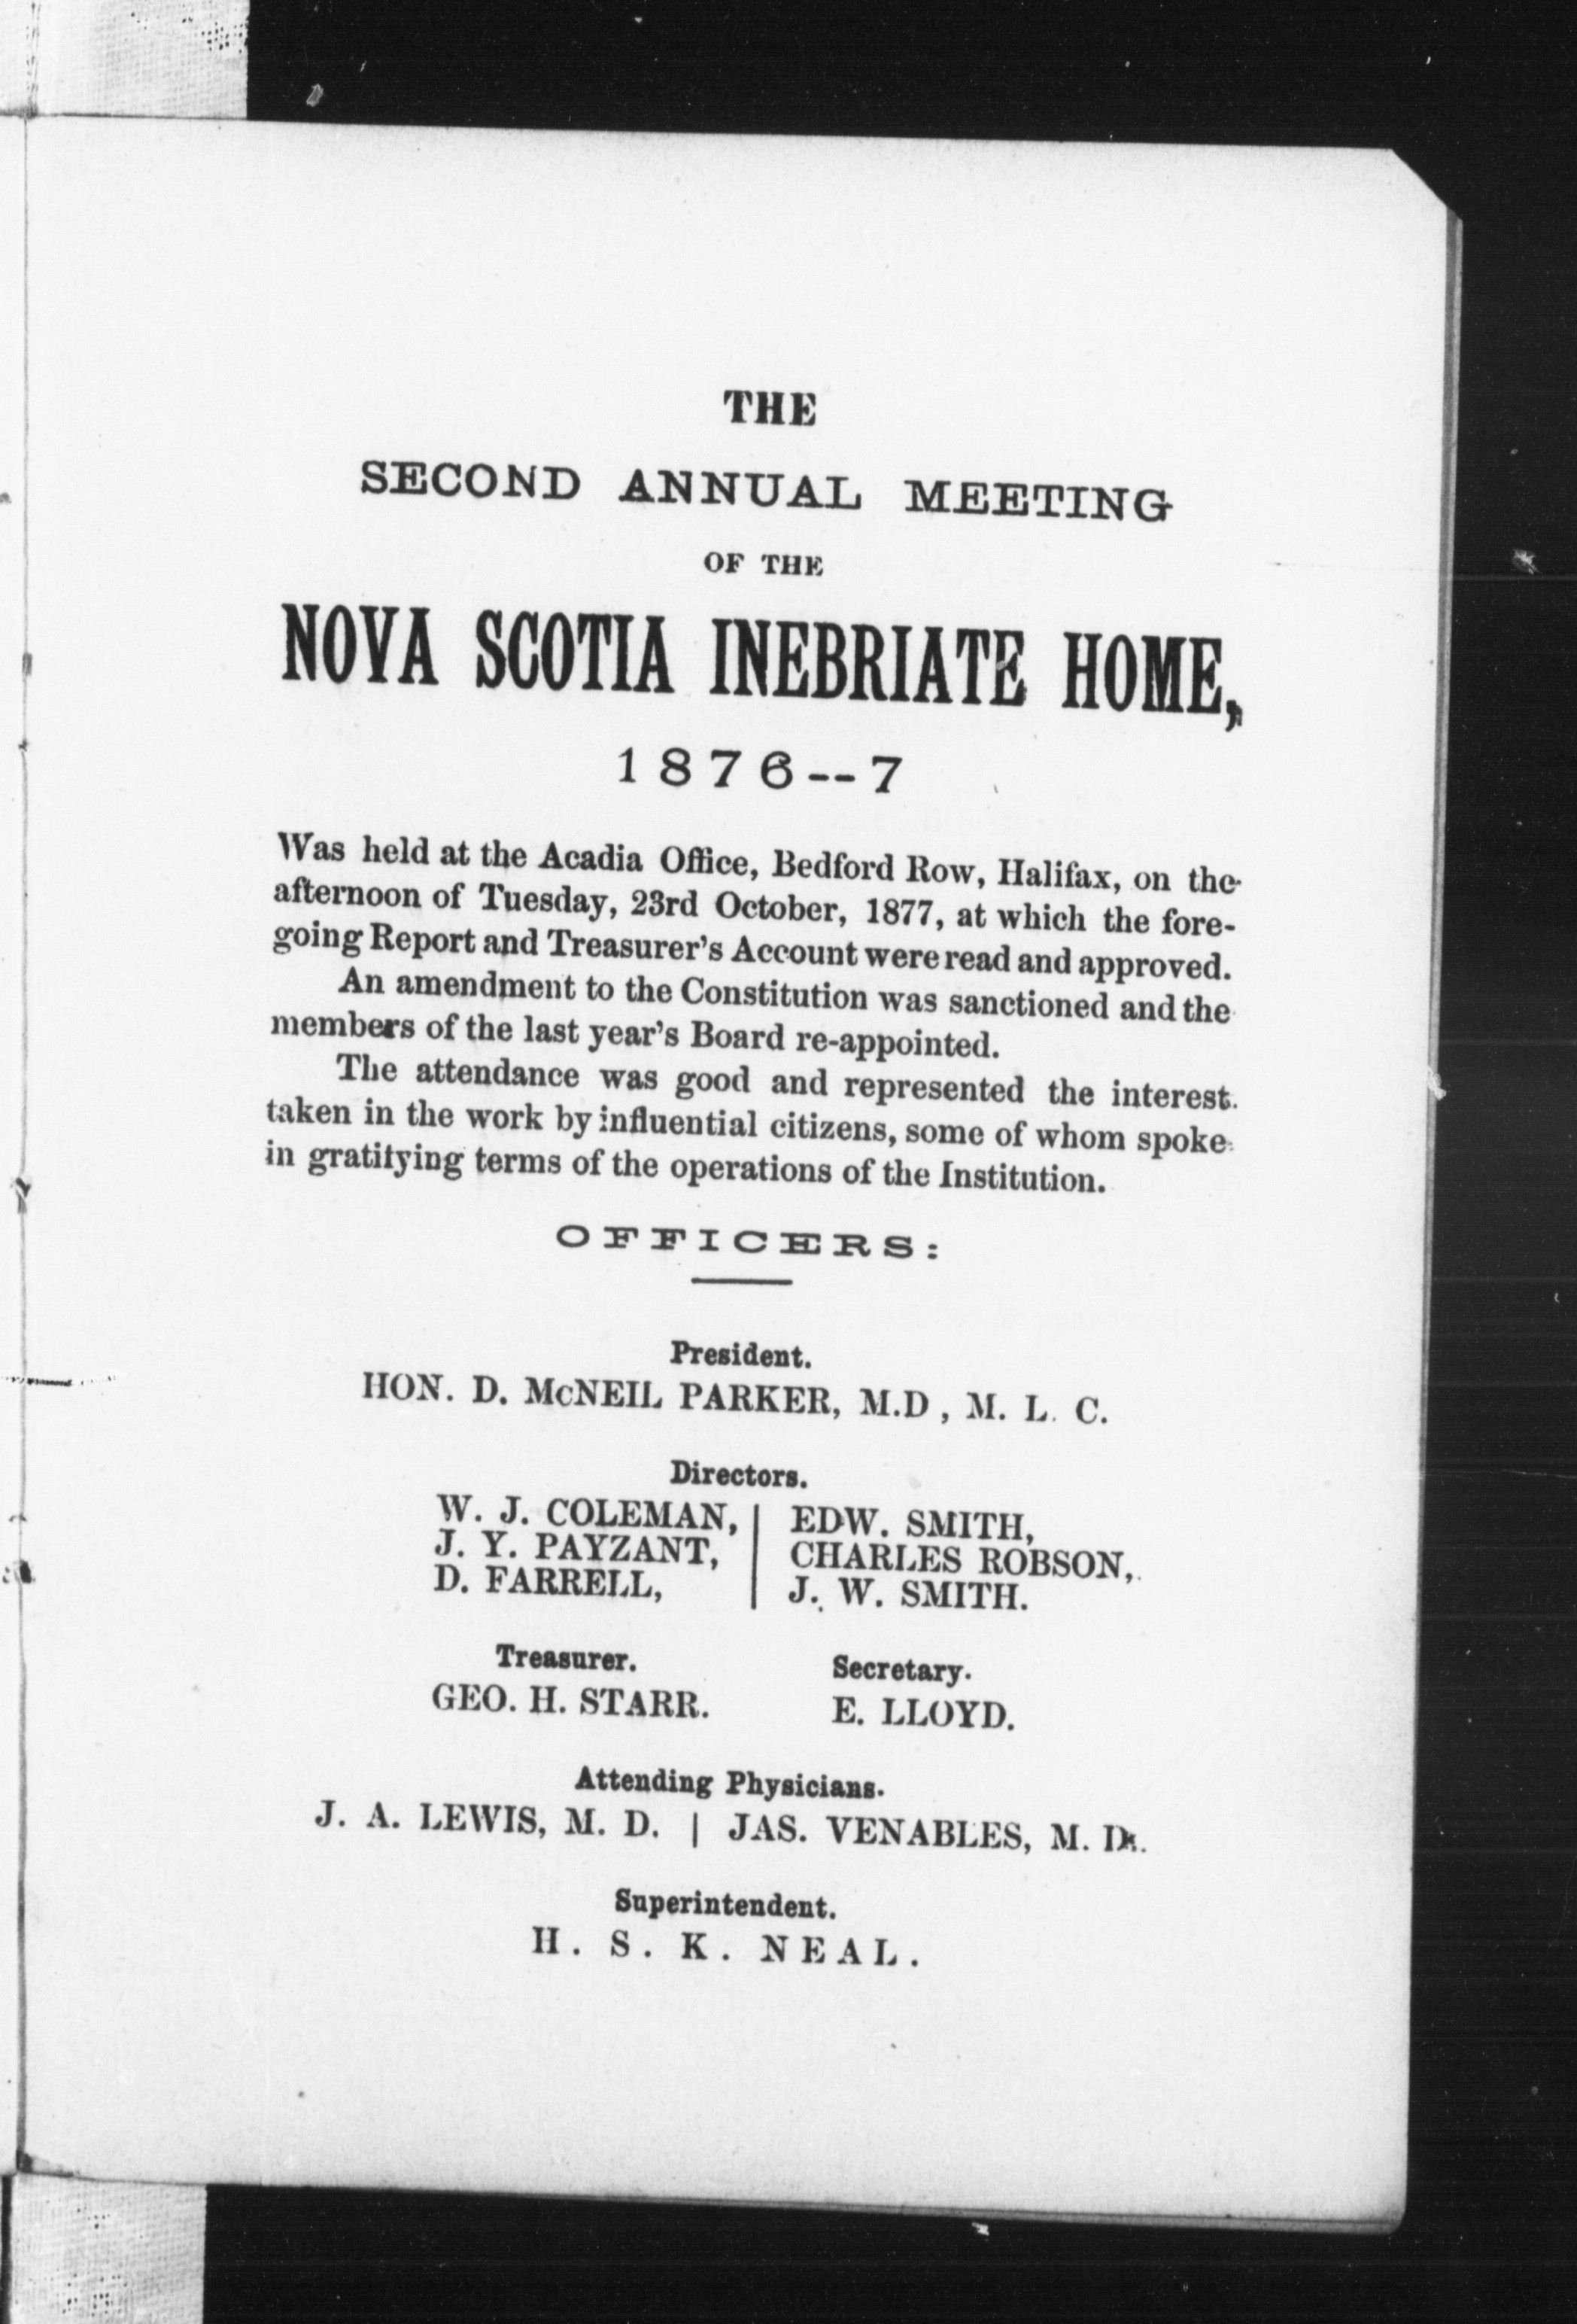 THE
SECOND ANNUAL MEETING
OF THE
NOVA SCOTIA INEBRIATE HOME,
1876--7
Was held at the Acadia Office, Bedford Row, Halifax, on the
afternoon of Tuesday, 23rd October, 1877, at which the fore-
going Report and Treasurer's Account were read and approved.
An amendment to the Constitution was sanctioned and the
members of the last year's Board re-appointed.
The attendance was good and represented the interest
taken in the work by influential citizens, some of whom spoke
in gratifying terms of the operations of the Institution.
OFFICERS:
President.
HON. D. McNEIL PARKER, M.D , M. L. C.
Directors.
W. J. COLEMAN, | EDW. SMITH,
J. Y. PAYZANT, | CHARLES ROBSON,
D. FARRELL, | J. W. SMITH.
Treasurer. Secretary.
GEO. H. STARR. E. LLOYD.
Attending Physicians.
J. A. LEWIS, M. D. | JAS. VENABLES, M. D.
Superintendent.
H. S. K. NEAL.